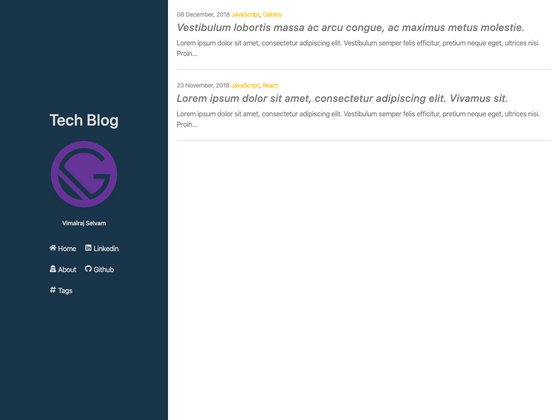 Tech Blog
Vimalraj Selvam
Home
Linkedin
About
Github
Tags
08 December, 2018 JavaScript, Gatsby
Vestibulum lobortis massa ac arcu congue, ac maximus metus molestie.
Lorem ipsum dolor sit amet, consectetur adipiscing elit. Vestibulum semper felis efficitur, pretium neque eget, ultrices nisi.
Proin...
23 November, 2018 JavaScript, React
Lorem ipsum dolor sit amet, consectetur adipiscing elit. Vivamus sit.
Lorem ipsum dolor sit amet, consectetur adipiscing elit. Vestibulum semper felis efficitur, pretium neque eget, ultrices nisi.
Proin...